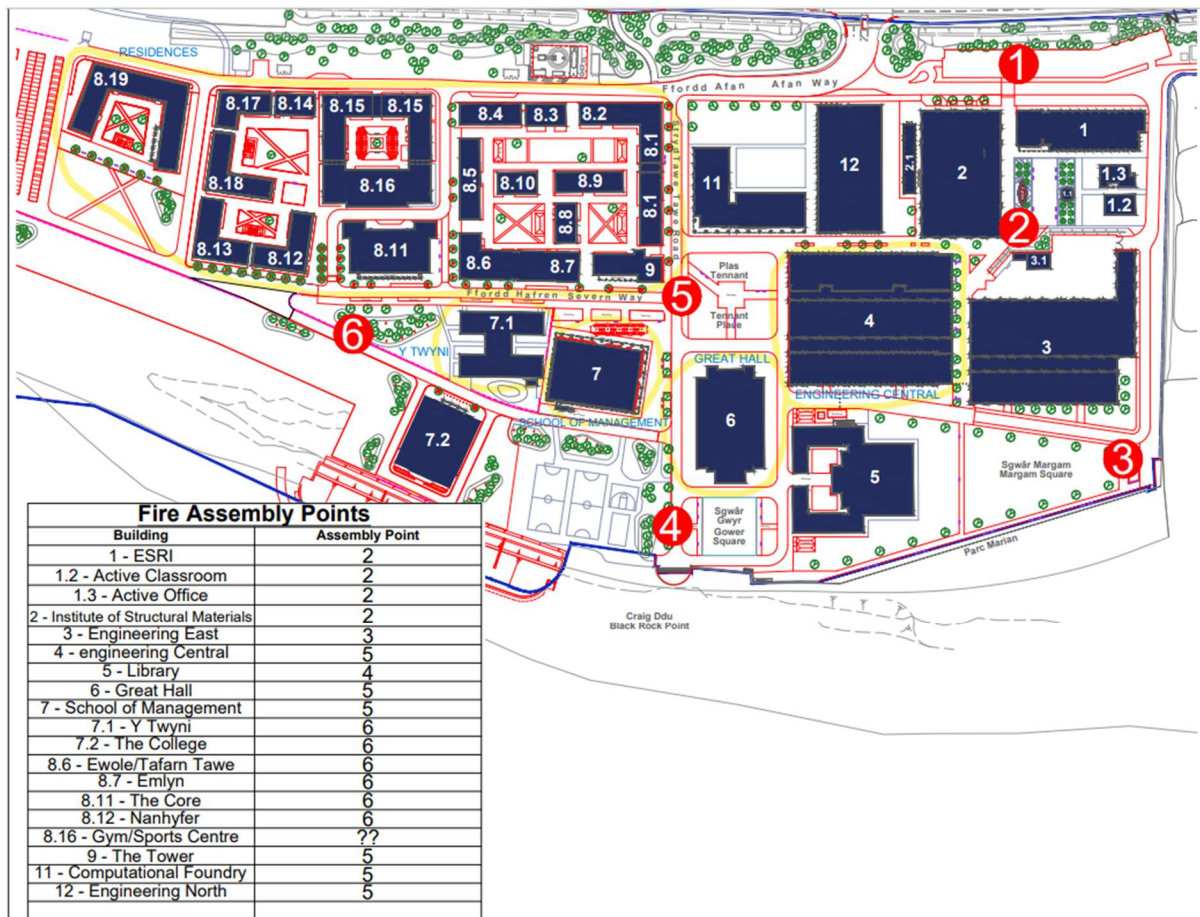 RESIDENCES
N
1
Ffordd Afan Afan Way
8.19
8.17
8.14
8.15
8.15
8.4
8.3
8.2
8.1
8.18
8.16
8.5
8.10
8.9
8.8
8.1
Stryd Tawe Tawe Road
11
12
2.1
2
1
1.3
1.1
1.2
2
3.1
8.13
8.12
8.11
8.6
8.7
9
Ffordd Hafren Severn Way
5
Plas
Tennant
Tennant
Place
4
3
6
7.1
Y TWYNI
7
SCHOOL OF MANAGEMENT
GREAT HALL
6
ENGINEERING CENTRAL
7.2
5
Sgwâr Margam
Margam Square
3
4
Sgwâr
Gwyr
Gower
Square
Parc Marian
Craig Ddu
Black Rock Point
Fire Assembly Points
Building Assembly Point
1 - ESRI 2
1.2 - Active Classroom 2
1.3 - Active Office 2
2 - Institute of Structural Materials 2
3 - Engineering East 3
4 - engineering Central 5
5 - Library 4
6 - Great Hall 5
7 - School of Management 5
7.1 - Y Twyni 6
7.2 - The College 6
8.6 - Ewole/Tafarn Tawe 6
8.7 - Emlyn 6
8.11 - The Core 6
8.12 - Nanhyfer 6
8.16 - Gym/Sports Centre ??
9 - The Tower 5
11 - Computational Foundry 5
12 - Engineering North 5